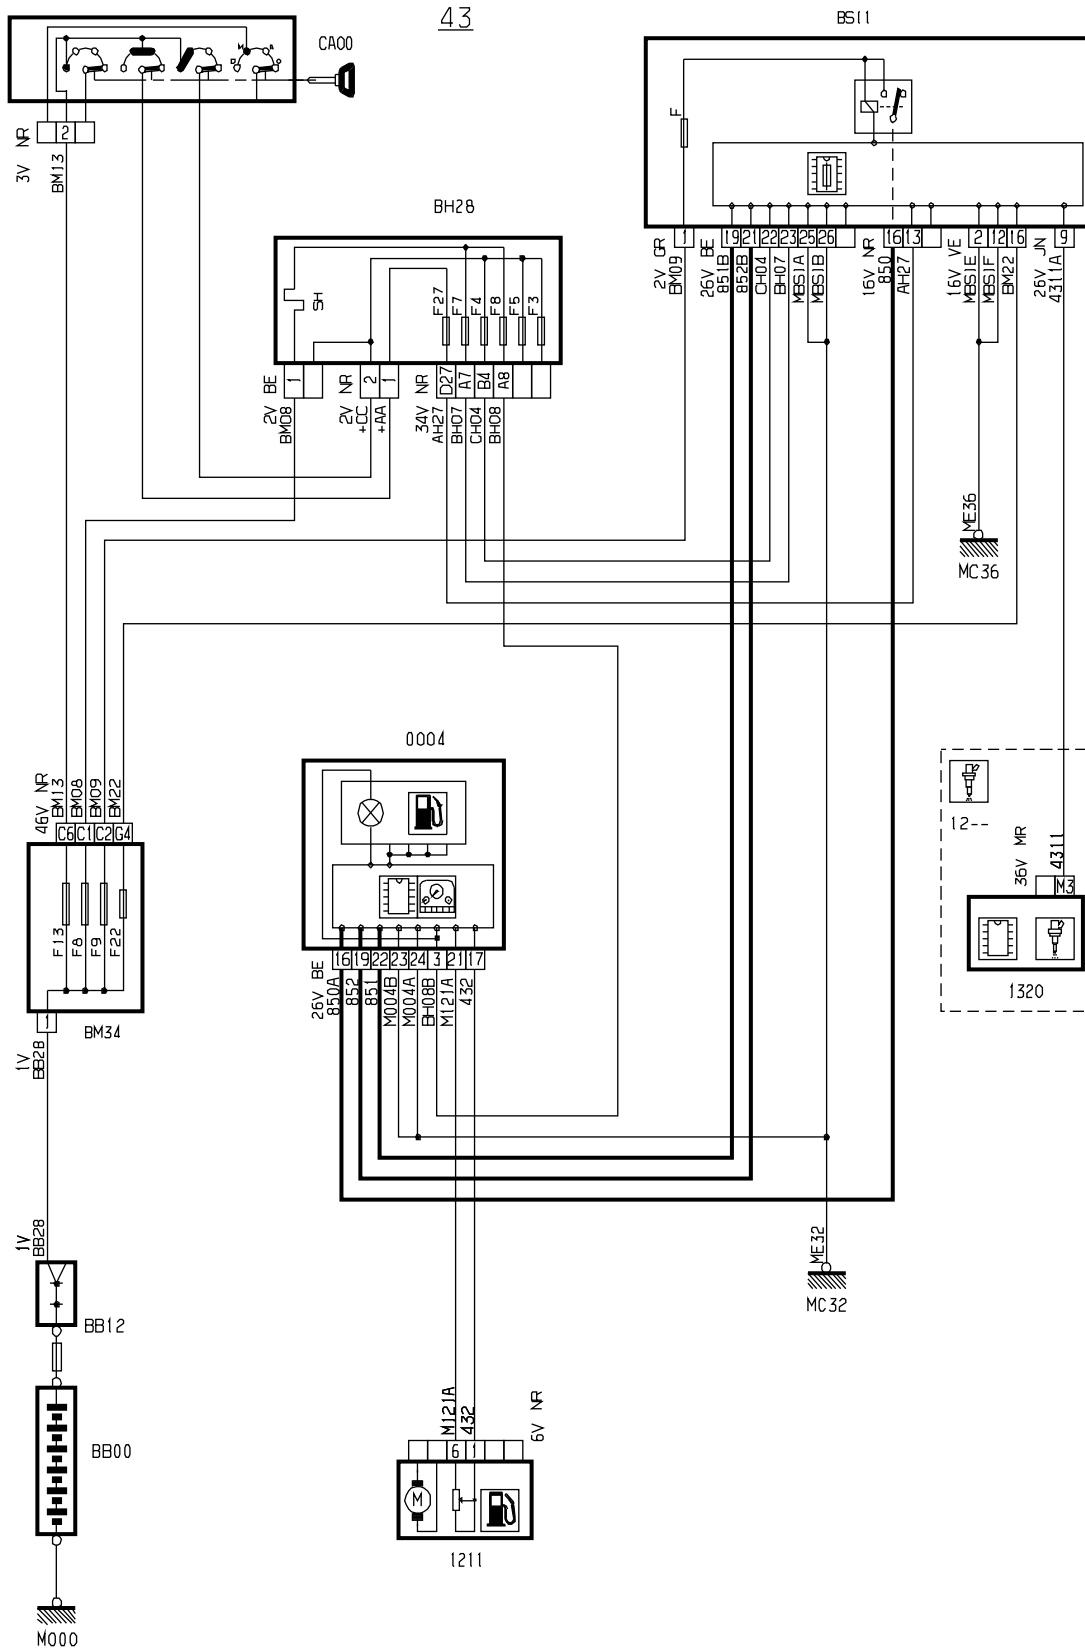 43
BSI1
CA00
M A
3V NR
2
BM13
BH28
SH
F27
F7
F4
F8
F5
F3
F
2V GR
1
BM09
26V BE
19
21
22
23
25
26
851B
852B
CH04
BH07
MBS1A
MBS1B
16V NR
16
13
850
AH27
16V VE
2
12
16
MBS1E
MBS1F
BM22
26V JN
9
4311A
2V BE
1
BM08
2V NR
2
1
+CC
+AA
34V NR
D27
A7
B4
A8
AH27
BH07
CH04
BH08
ME36
MC36
0004
46V NR
BM13
BM08
BM09
BM22
C6
C1
C2
G4
F13
F8
F9
F22
1
BM34
1V
BB28
26V BE
16
19
22
23
24
3
21
17
850A
852
851
M004B
M004A
BH08B
M121A
432
12--
36V MR
4311
M3
1320
1V
BB28
BB12
BB00
M000
ME32
MC32
M121A
432
6V NR
6
1
M
1211